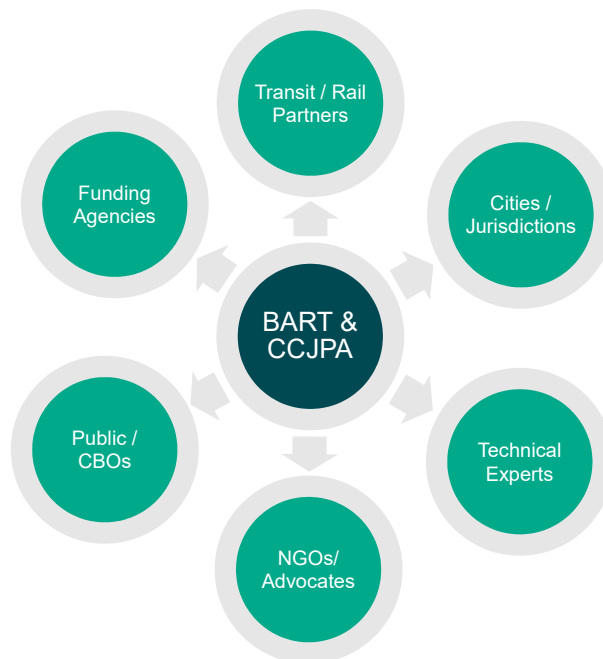 Transit / Rail
Partners
Funding
Agencies
Cities /
Jurisdictions
BART &
CCJPA
Public /
CBOs
Technical
Experts
NGOs/
Advocates